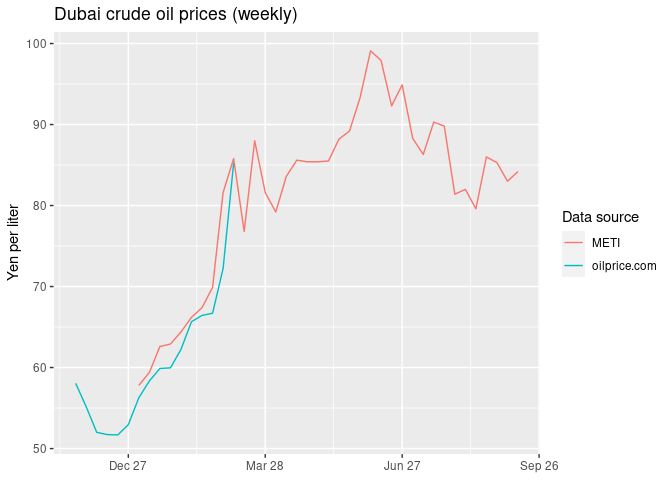 Dubai crude oil prices (weekly)
Yen per liter
100
90
80
70
60
50
Dec 27
Mar 28
Jun 27
Sep 26
Data source
METI
oilprice.com